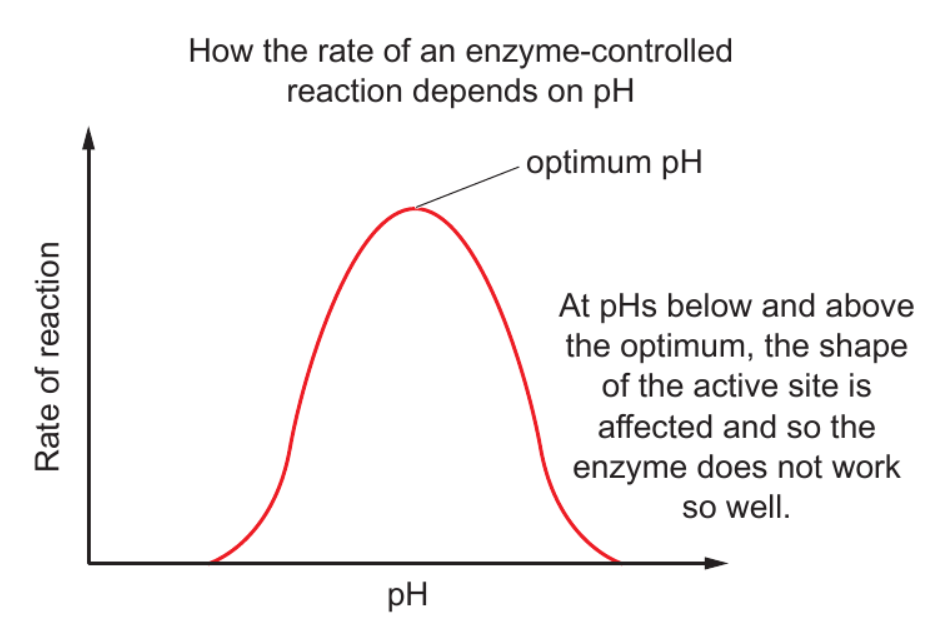 How the rate of an enzyme-controlled
reaction depends on pH
optimum pH
Rate of reaction
At pHs below and above
the optimum, the shape
of the active site is
affected and so the
enzyme does not work
so well.
pH